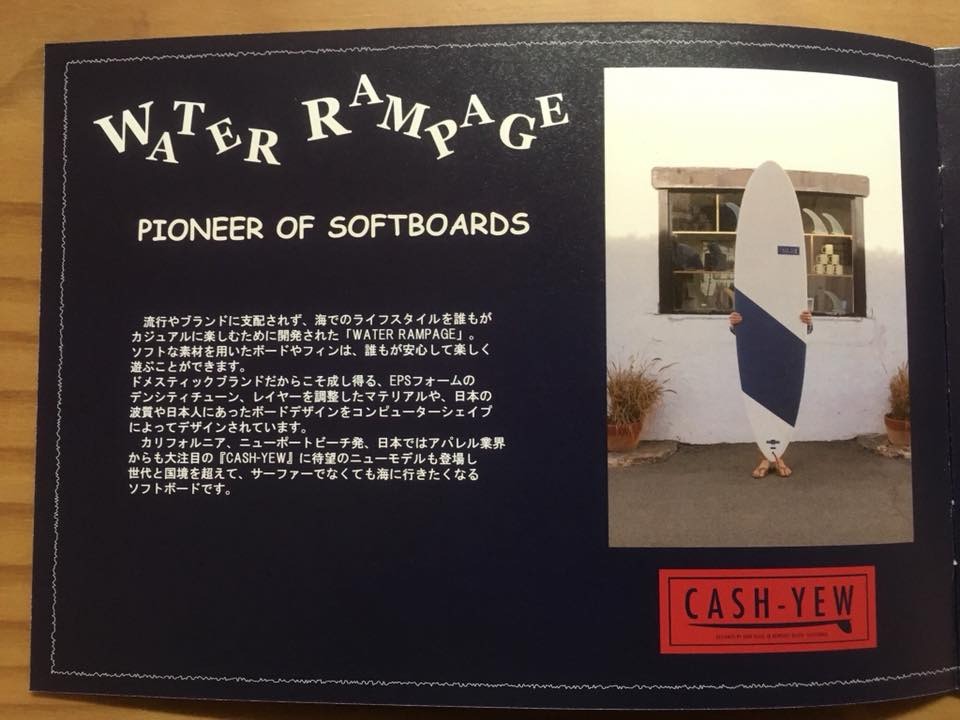 WATER RAMPAGE
PIONEER OF SOFTBOARDS
流行やブランドに支配されず、海でのライフスタイルを誰もが
カジュアルに楽しむために開発された「WATER RAMPAGE」。
ソフトな素材を用いたボードやフィンは、誰もが安心して楽しく
遊ぶことができます。
ドメスティックブランドだからこそ成し得る、EPSフォームの
デンシティチューン、レイヤーを調整したマテリアルや、日本の
波質や日本人にあったボードデザインをコンピューターシェイプ
によってデザインされています。
カリフォルニア、ニューポートビーチ発、日本ではアパレル業界
からも大注目の『CASH-YEW』に待望のニューモデルも登場し
世代と国境を超えて、サーファーでなくても海に行きたくなる
ソフトボードです。
CASH-YEW